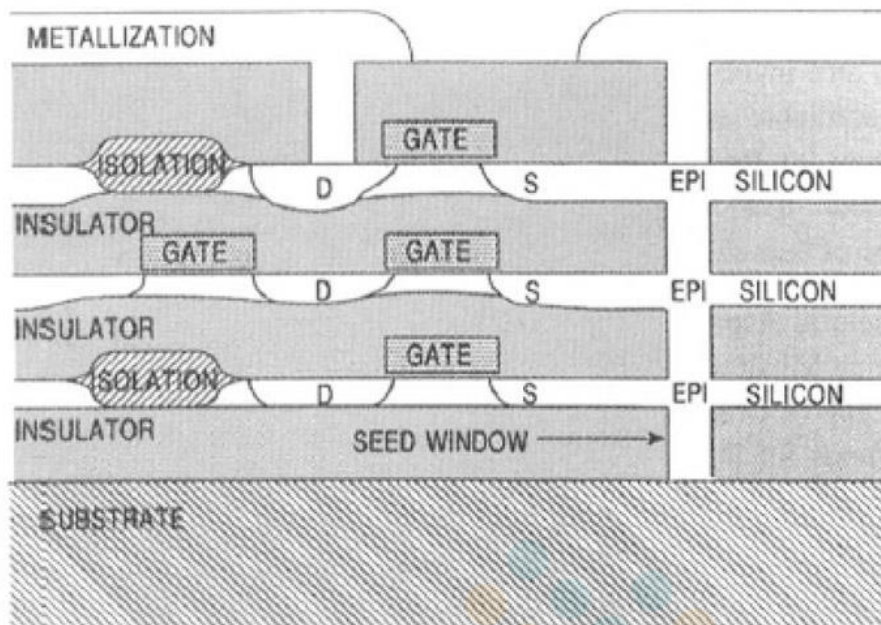 METALLIZATION
GATE
ISOLATION
D S EPI SILICON
INSULATOR
GATE GATE
D S EPI SILICON
INSULATOR
GATE
ISOLATION
D S EPI SILICON
INSULATOR
SEED WINDOW
SUBSTRATE